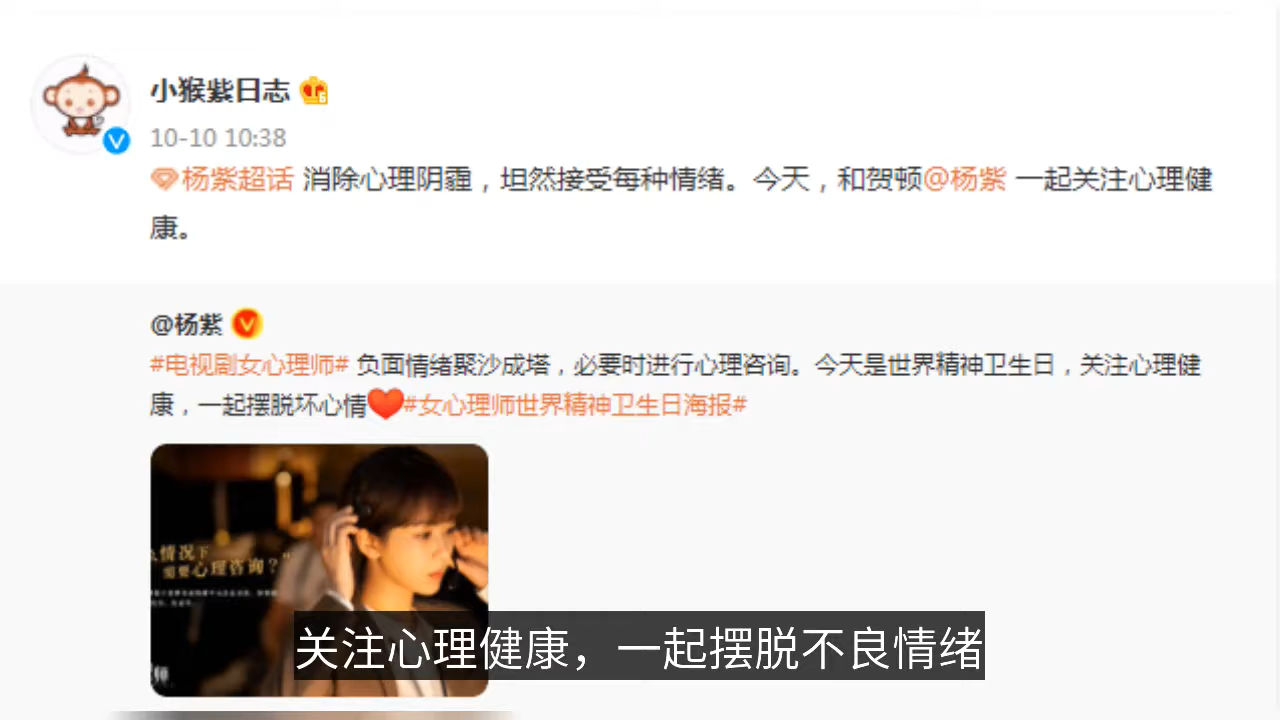 小猴紫日志
10-10 10:38
杨紫超话 消除心理阴霾，坦然接受每种情绪。今天，和贺顿@杨紫 一起关注心理健
康。
@杨紫
#电视剧女心理师# 负面情绪聚沙成塔，必要时进行心理咨询。今天是世界精神卫生日，关注心理健
康，一起摆脱坏心情❤#女心理师世界精神卫生日海报#
情况下
需要心理咨询？"
师
关注心理健康，一起摆脱不良情绪